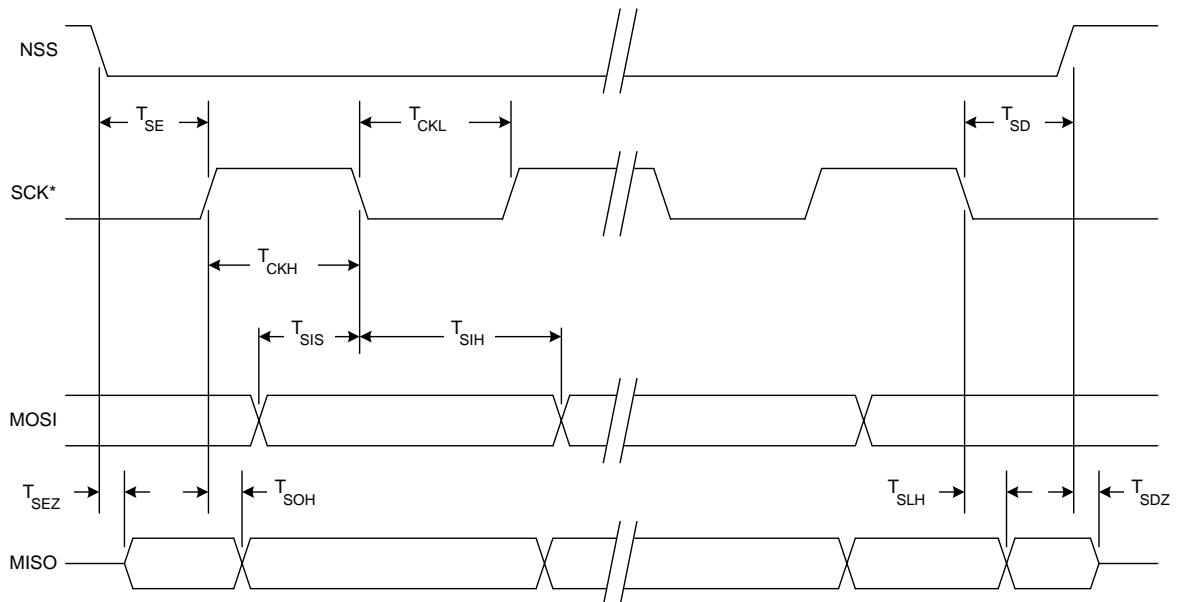 NSS
T_SE
T_CKL
T_SD
SCK*
T_CKH
T_SIS
T_SIH
MOSI
T_SEZ
T_SOH
T_SLH
T_SDZ
MISO